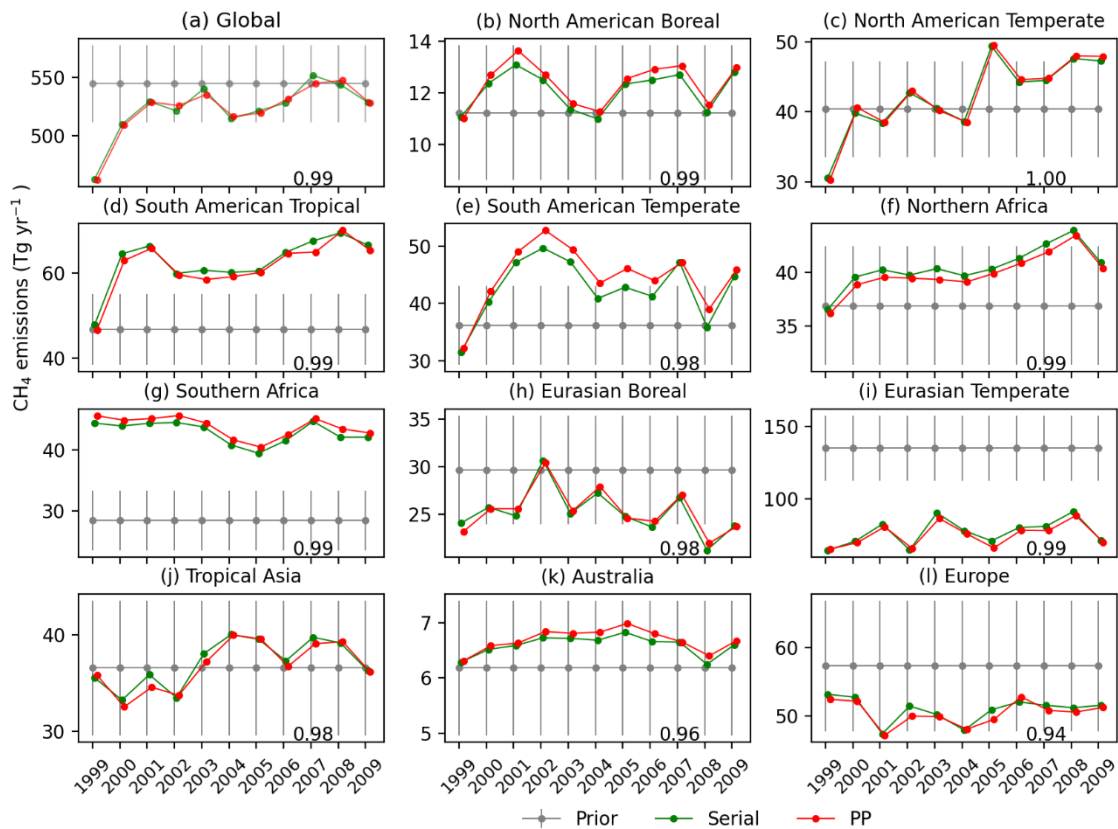 (a) Global
(b) North American Boreal
(c) North American Temperate
550
500
0.99
14
12
10
0.99
50
40
30
1.00
(d) South American Tropical
(e) South American Temperate
(f) Northern Africa
60
40
0.99
50
40
30
0.98
40
35
0.99
CH₄ emissions (Tg yr⁻¹)
(g) Southern Africa
(h) Eurasian Boreal
(i) Eurasian Temperate
40
30
0.99
35
30
25
0.98
150
100
0.99
(j) Tropical Asia
(k) Australia
(l) Europe
40
30
0.98
7
6
5
0.96
60
50
0.94
1999 2000 2001 2002 2003 2004 2005 2006 2007 2008 2009
1999 2000 2001 2002 2003 2004 2005 2006 2007 2008 2009
1999 2000 2001 2002 2003 2004 2005 2006 2007 2008 2009
Prior Serial PP